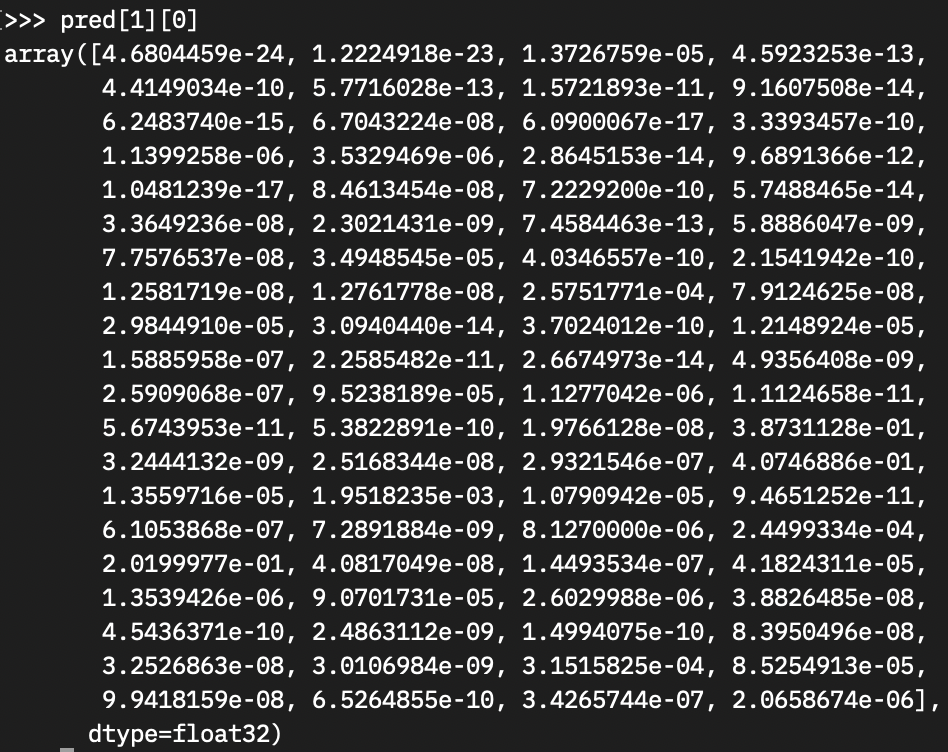 >>> pred[1][0]
array([4.6804459e-24, 1.2224918e-23, 1.3726759e-05, 4.5923253e-13,
4.4149034e-10, 5.7716028e-13, 1.5721893e-11, 9.1607508e-14,
6.2483740e-15, 6.7043224e-08, 6.0900067e-17, 3.3393457e-10,
1.1399258e-06, 3.5329469e-06, 2.8645153e-14, 9.6891366e-12,
1.0481239e-17, 8.4613454e-08, 7.2229200e-10, 5.7488465e-14,
3.3649236e-08, 2.3021431e-09, 7.4584463e-13, 5.8886047e-09,
7.7576537e-08, 3.4948545e-05, 4.0346557e-10, 2.1541942e-10,
1.2581719e-08, 1.2761778e-08, 2.5751771e-04, 7.9124625e-08,
2.9844910e-05, 3.0940440e-14, 3.7024012e-10, 1.2148924e-05,
1.5885958e-07, 2.2585482e-11, 2.6674973e-14, 4.9356408e-09,
2.5909068e-07, 9.5238189e-05, 1.1277042e-06, 1.1124658e-11,
5.6743953e-11, 5.3822891e-10, 1.9766128e-08, 3.8731128e-01,
3.2444132e-09, 2.5168344e-08, 2.9321546e-07, 4.0746886e-01,
1.3559716e-05, 1.9518235e-03, 1.0790942e-05, 9.4651252e-11,
6.1053868e-07, 7.2891884e-09, 8.1270000e-06, 2.4499334e-04,
2.0199977e-01, 4.0817049e-08, 1.4493534e-07, 4.1824311e-05,
1.3539426e-06, 9.0701731e-05, 2.6029988e-06, 3.8826485e-08,
4.5436371e-10, 2.4863112e-09, 1.4994075e-10, 8.3950496e-08,
3.2526863e-08, 3.0106984e-09, 3.1515825e-04, 8.5254913e-05,
9.9418159e-08, 6.5264855e-10, 3.4265744e-07, 2.0658674e-06],
dtype=float32)